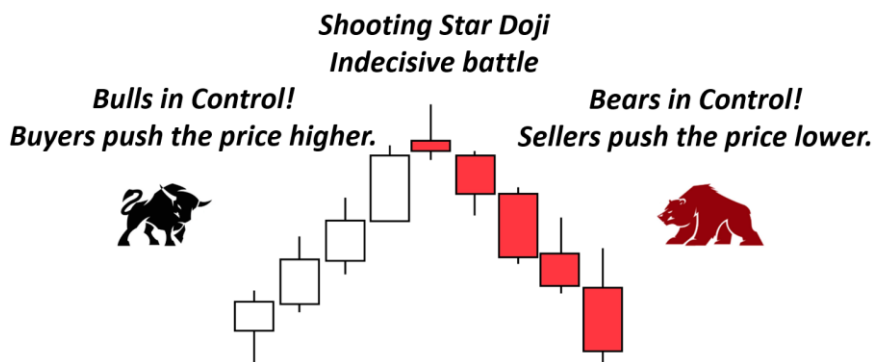 Shooting Star Doji
Indecisive battle
Bulls in Control!
Buyers push the price higher.
Bears in Control!
Sellers push the price lower.